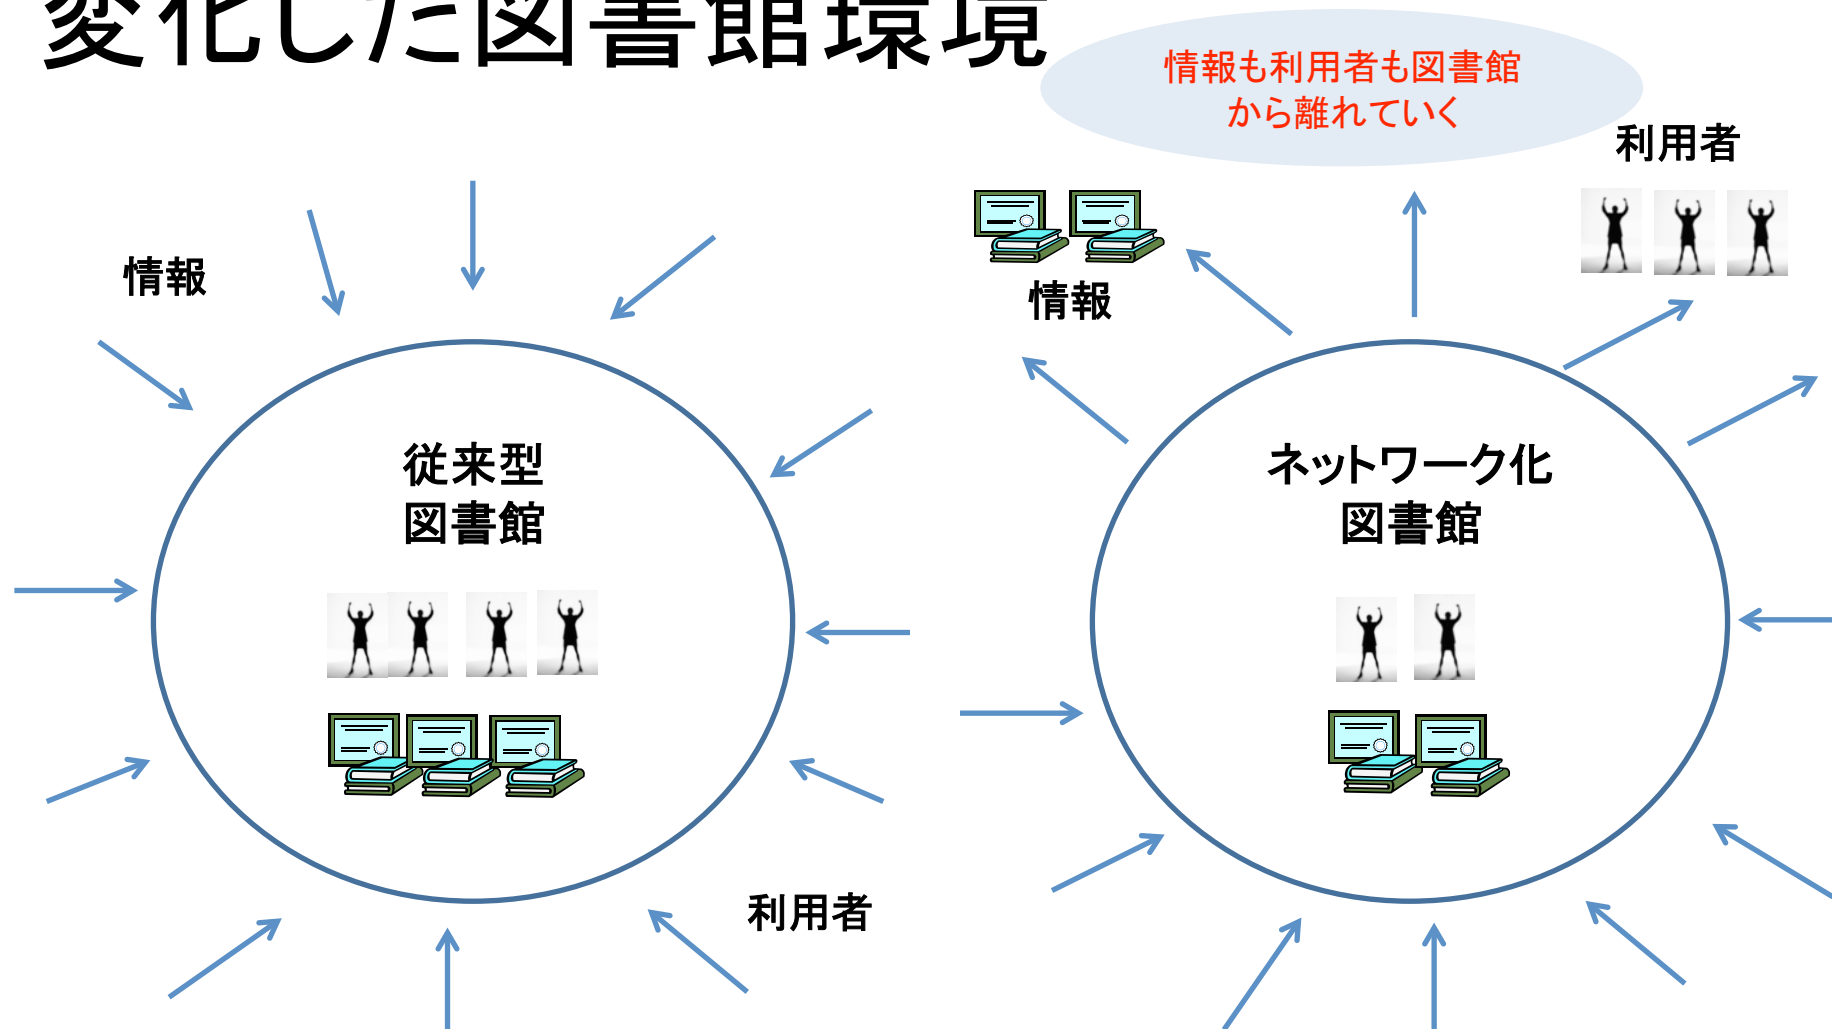 変化した図書館環境
情報も利用者も図書館
から離れていく
利用者
情報
情報
従来型
図書館
ネットワーク化
図書館
利用者